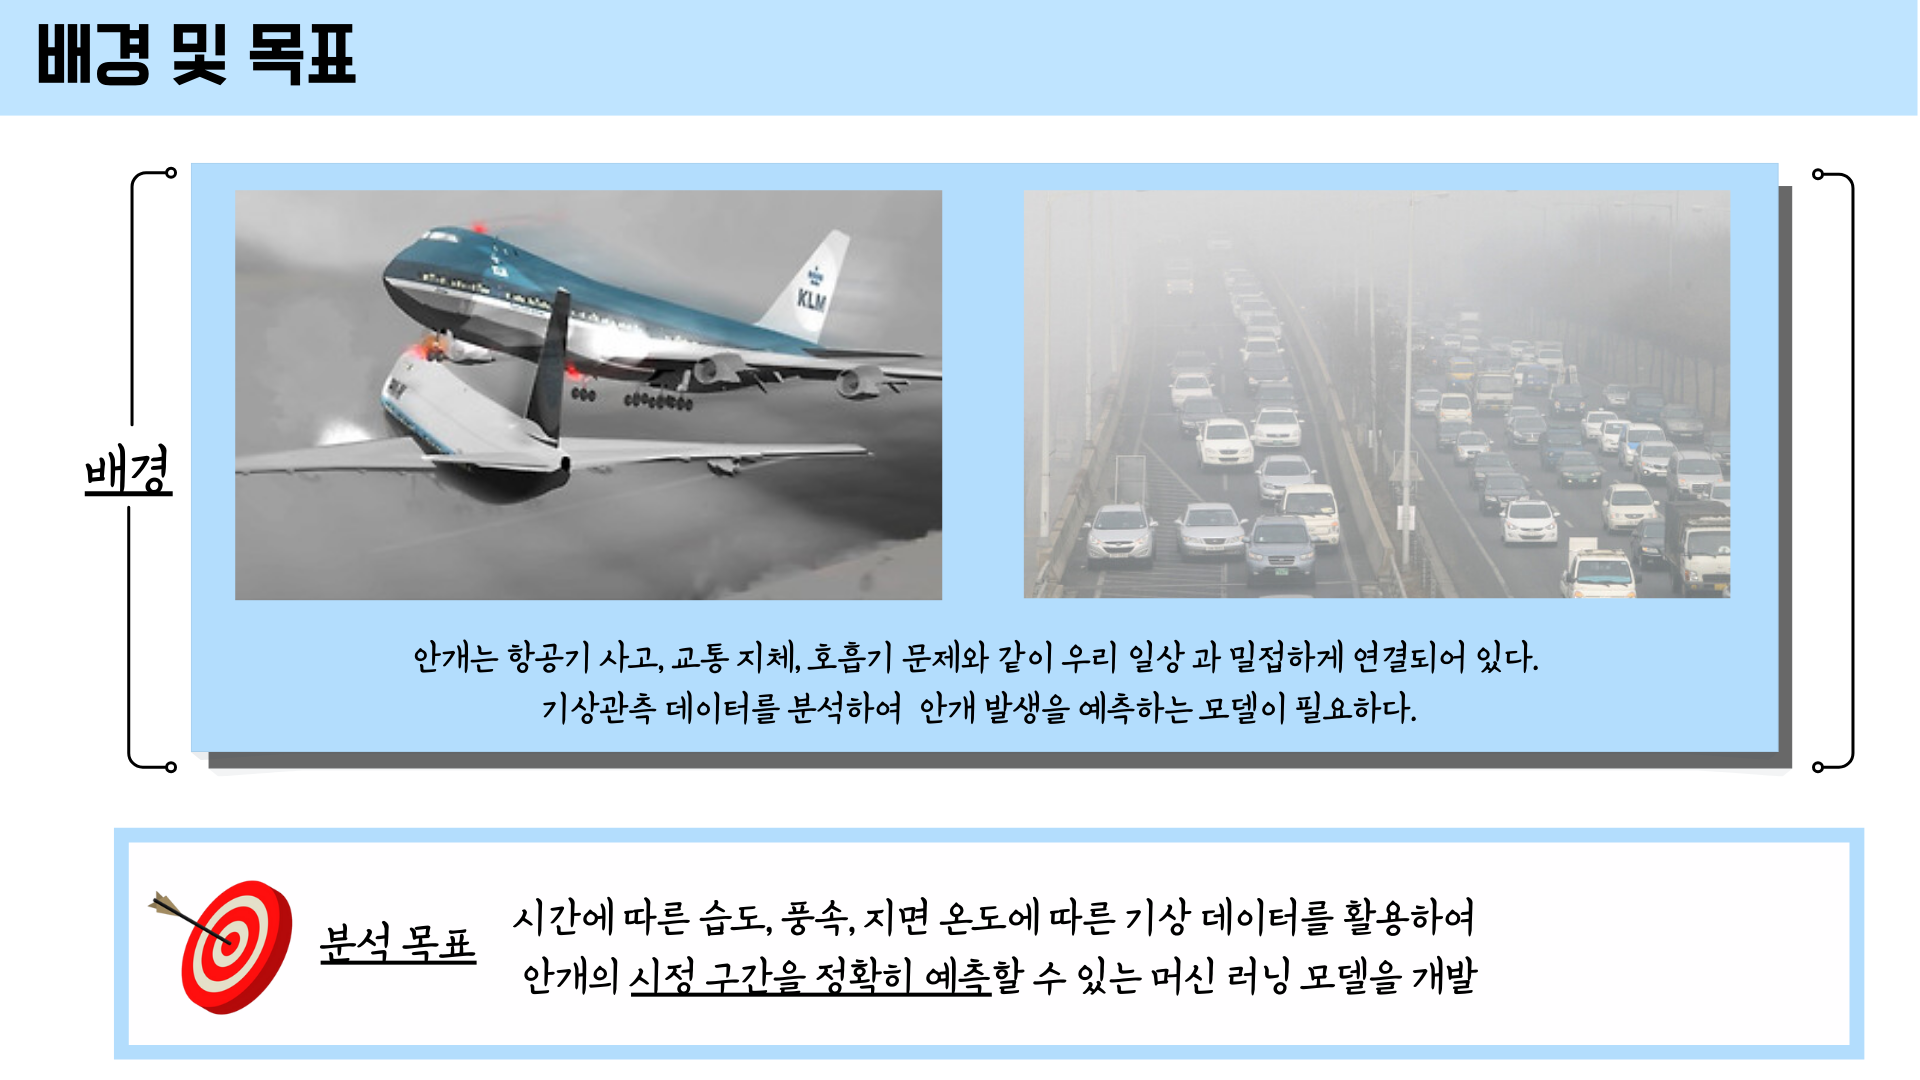 배경 및 목표
KLM
배경
안개는 항공기 사고, 교통 지체, 호흡기 문제와 같이 우리 일상 과 밀접하게 연결되어 있다.
기상관측 데이터를 분석하여 안개 발생을 예측하는 모델이 필요하다.
분석 목표
시간에 따른 습도, 풍속, 지면 온도에 따른 기상 데이터를 활용하여
안개의 시정 구간을 정확히 예측할 수 있는 머신 러닝 모델을 개발